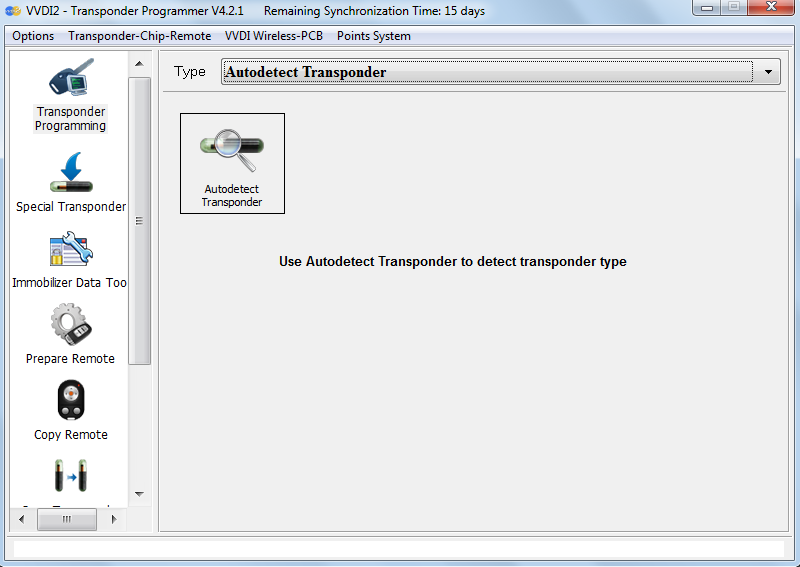 VVDI2 - Transponder Programmer V4.2.1 Remaining Synchronization Time: 15 days
Options Transponder-Chip-Remote VVDI Wireless-PCB Points System
Transponder
Programming
Special Transponder
Immobilizer Data Too
Prepare Remote
Copy Remote
Type Autodetect Transponder
Autodetect
Transponder
Use Autodetect Transponder to detect transponder type